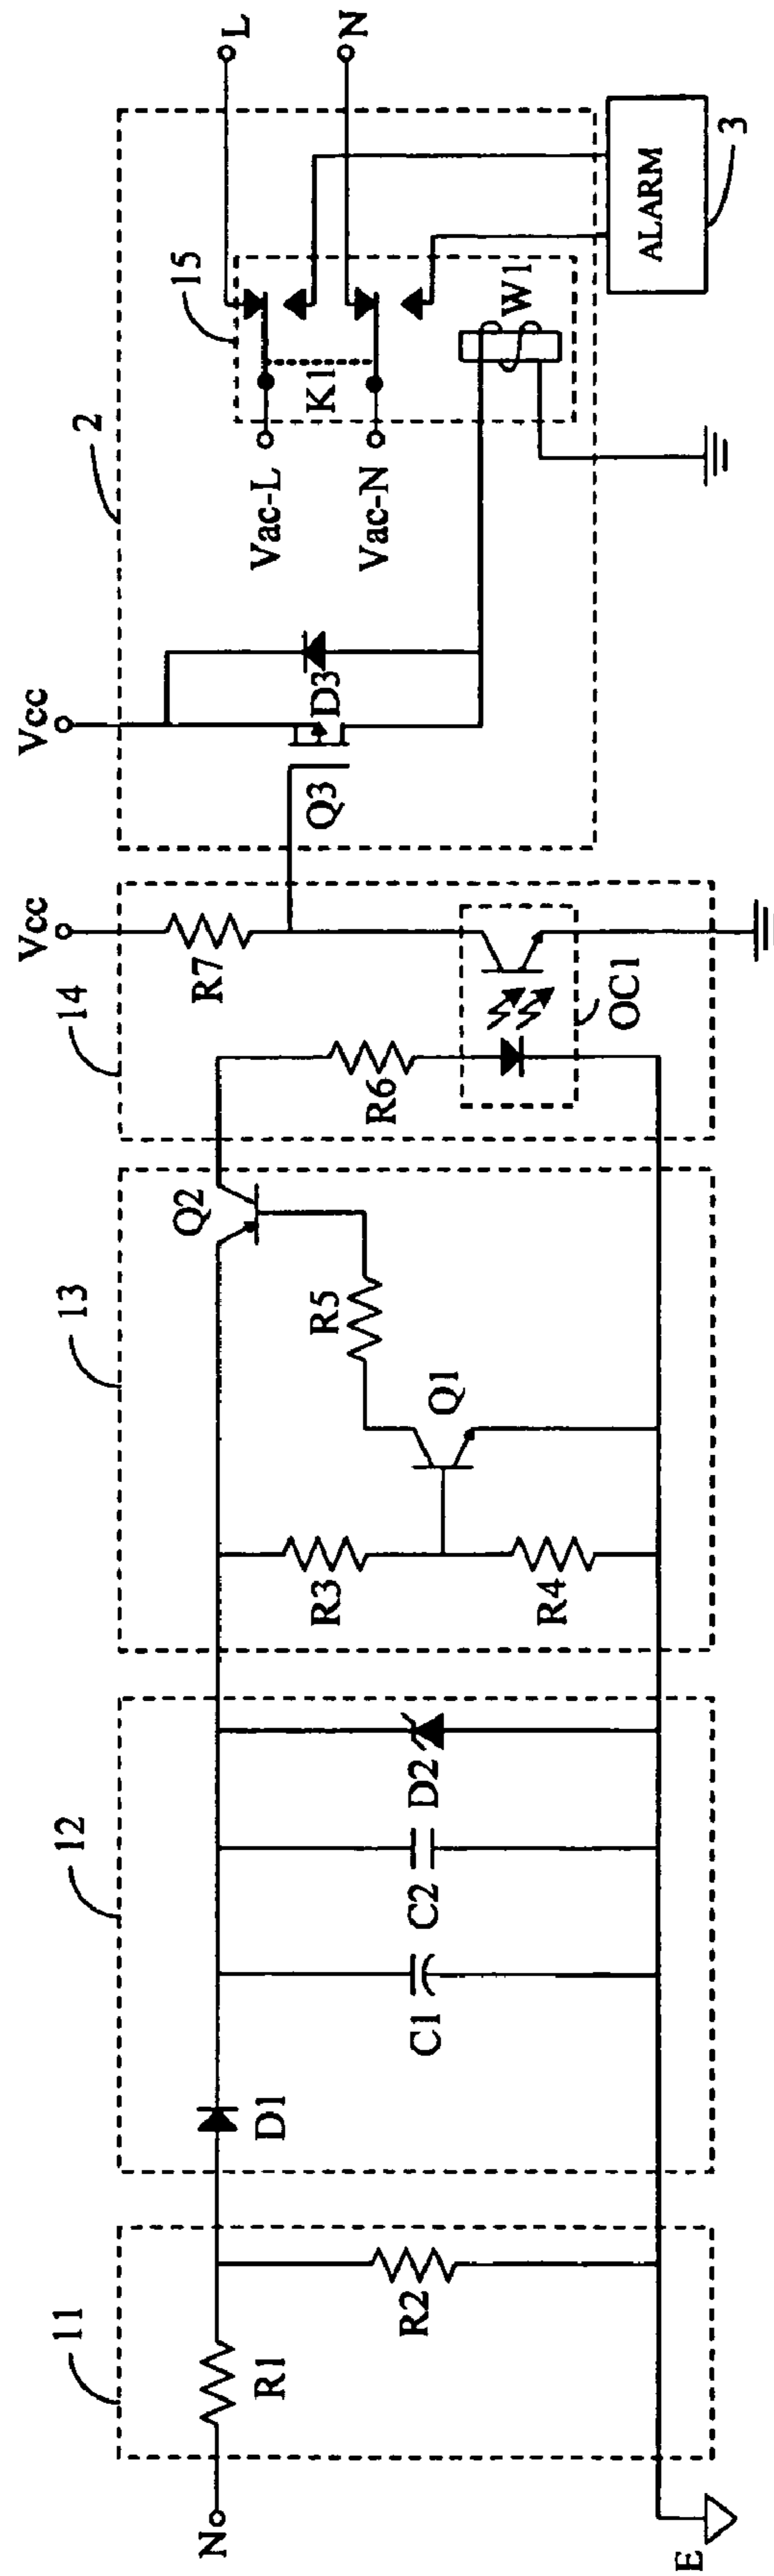 11
12
13
14
2
15
N
R1
R2
E
D1
C1
C2
D2
R3
R4
R5
Q1
Q2
R6
R7
Vcc
OC1
Vcc
Q3
D3
Vac-L
Vac-N
K1
W1
L
N
ALARM
3